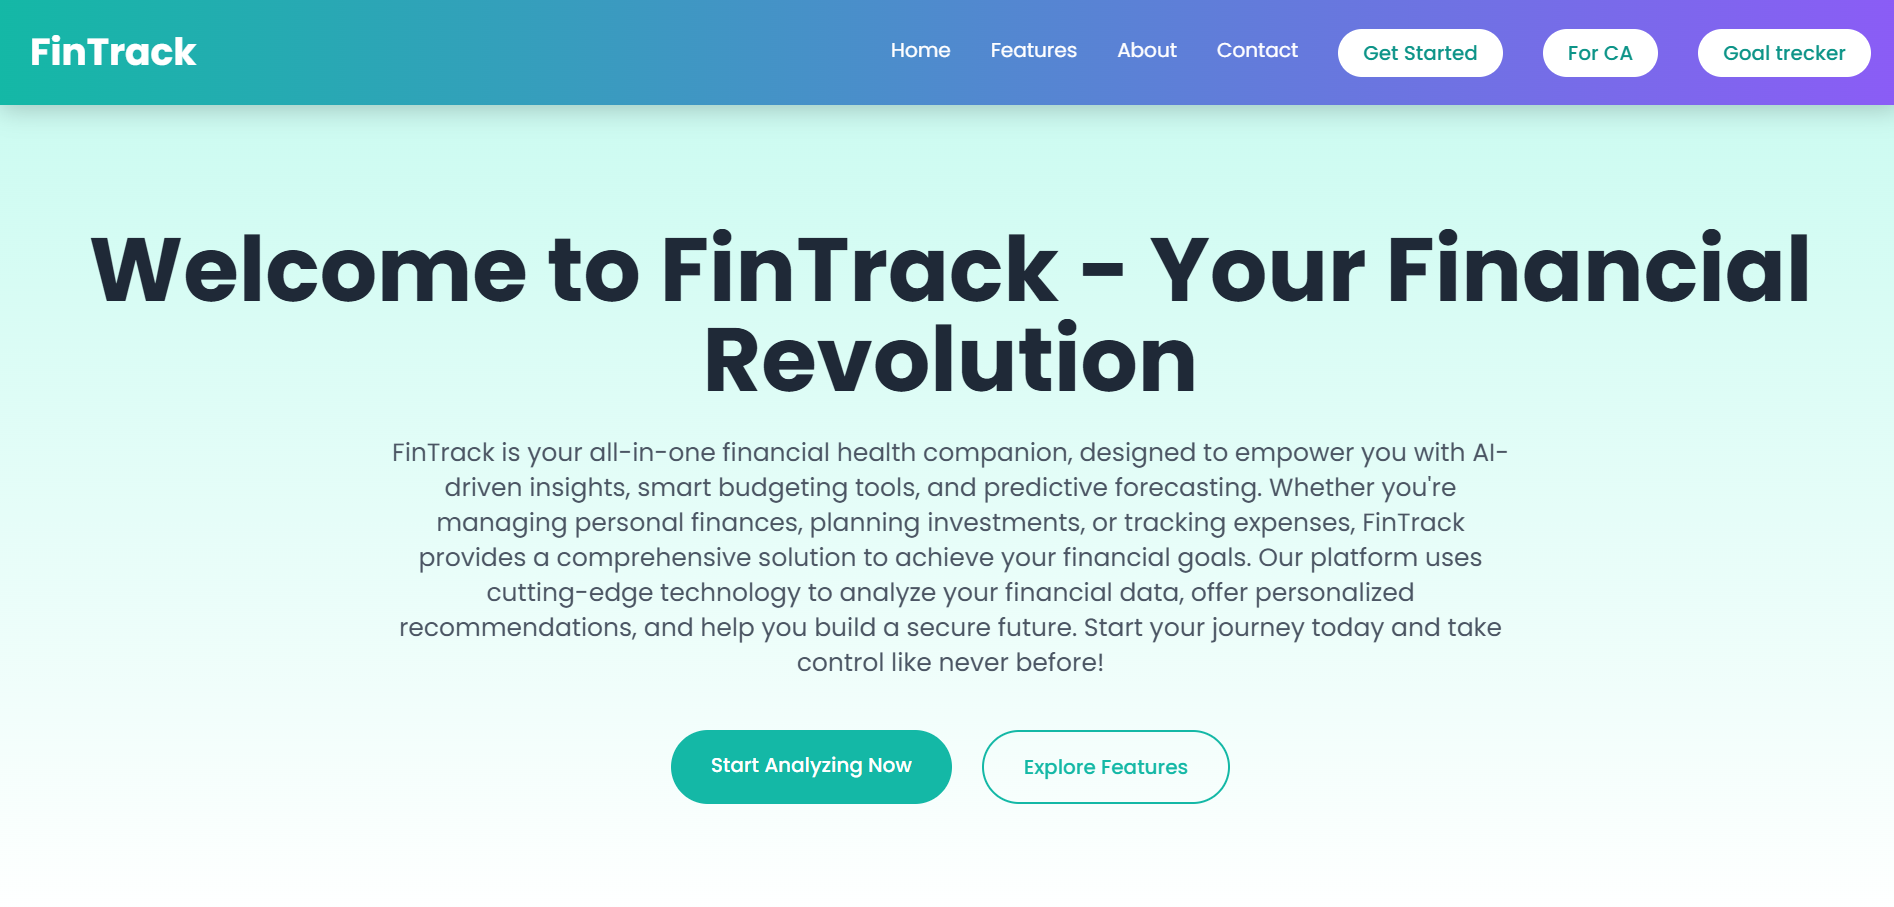 FinTrack
Home Features About Contact Get Started For CA Goal trecker
Welcome to FinTrack - Your Financial
Revolution
FinTrack is your all-in-one financial health companion, designed to empower you with AI-
driven insights, smart budgeting tools, and predictive forecasting. Whether you're
managing personal finances, planning investments, or tracking expenses, FinTrack
provides a comprehensive solution to achieve your financial goals. Our platform uses
cutting-edge technology to analyze your financial data, offer personalized
recommendations, and help you build a secure future. Start your journey today and take
control like never before!
Start Analyzing Now Explore Features